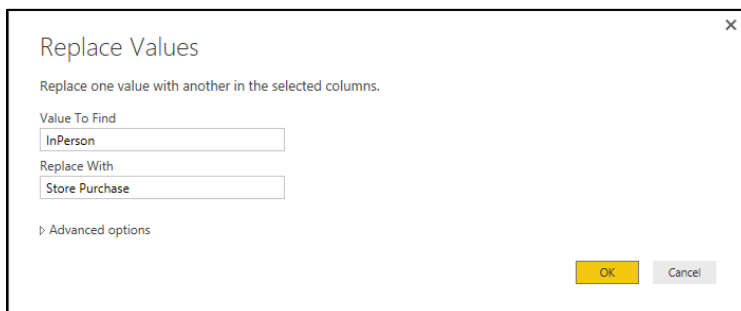 Replace Values
Replace one value with another in the selected columns.
Value To Find
InPerson
Replace With
Store Purchase
Advanced options
OK Cancel